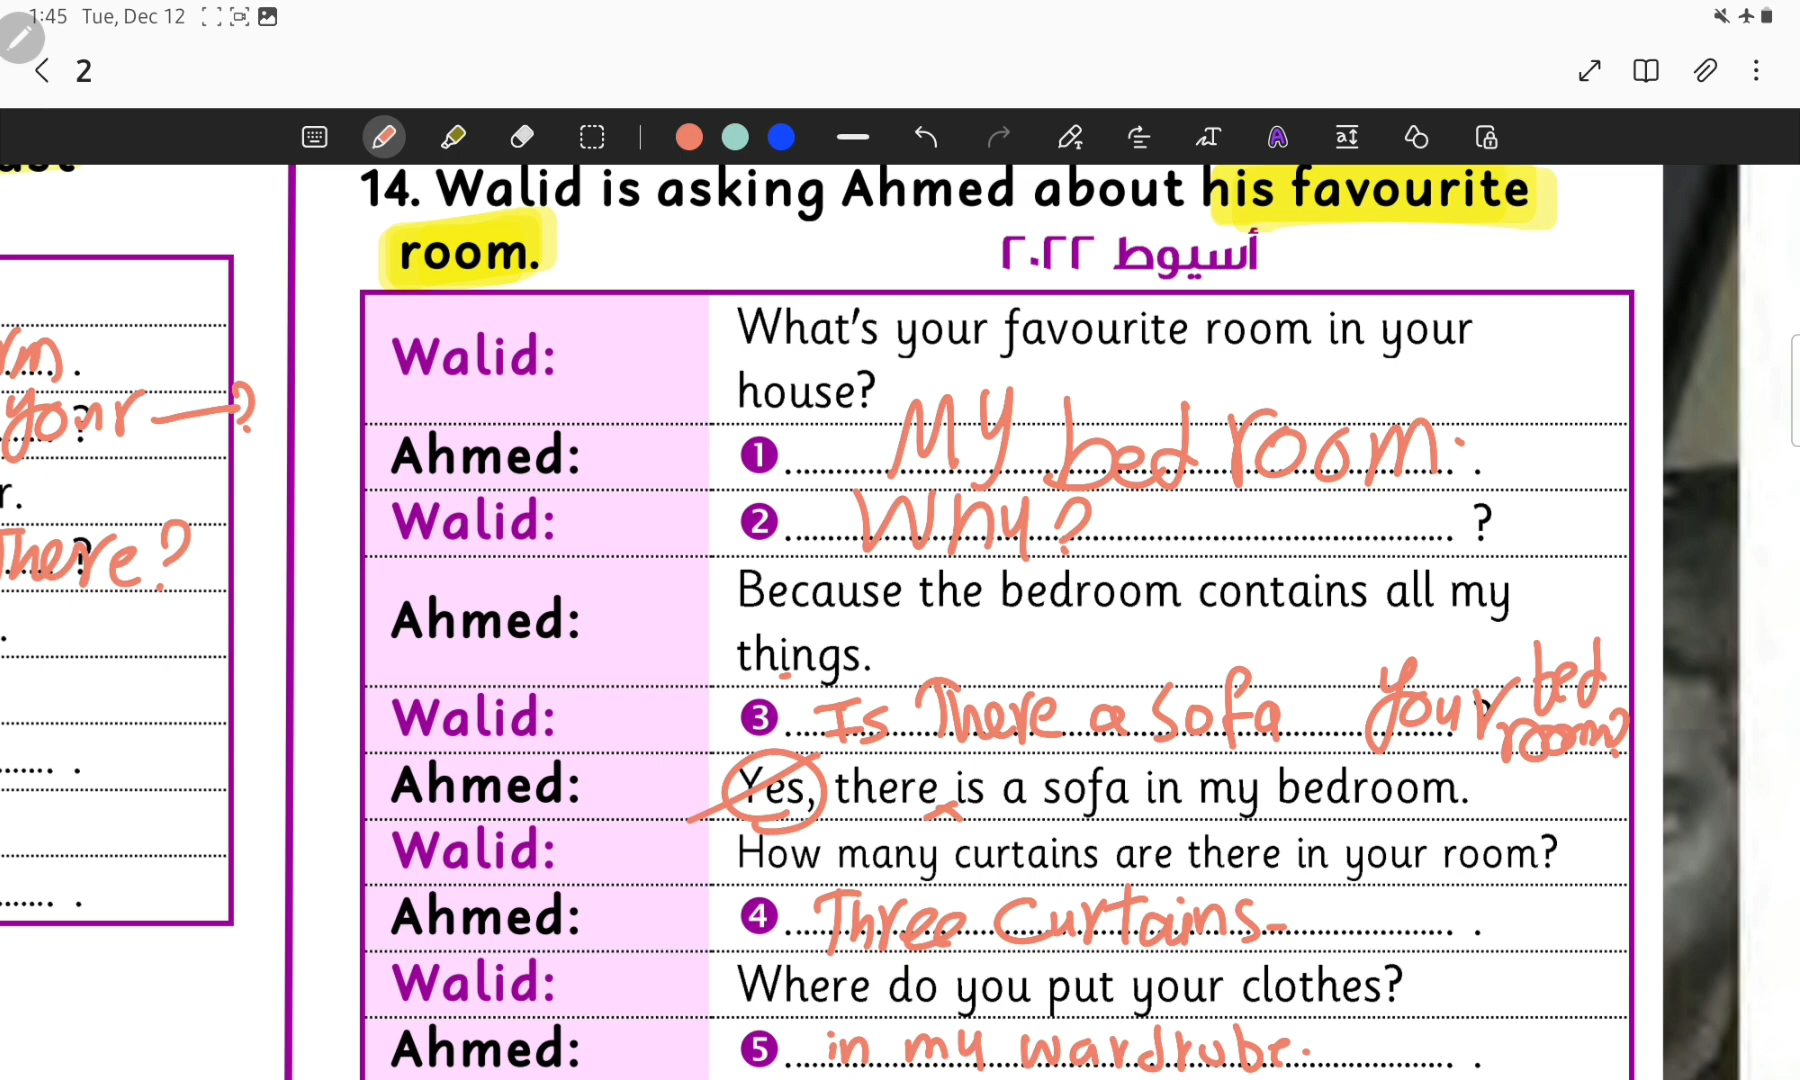 1:45 Tue, Dec 12
2
14. Walid is asking Ahmed about his favourite
room.
أسيوط ٢٠٢٢
Walid: What's your favourite room in your
house?
Ahmed: 1 My bedroom. .
Walid: 2 Why? ?
Ahmed: Because the bedroom contains all my
things.
Walid: 3 Is There a sofa your bed
room?
Ahmed: Yes, there is a sofa in my bedroom.
Walid: How many curtains are there in your room?
Ahmed: 4 Three Curtains- .
Walid: Where do you put your clothes?
Ahmed: 5 in my wardrube. .
your ?
r.
There?